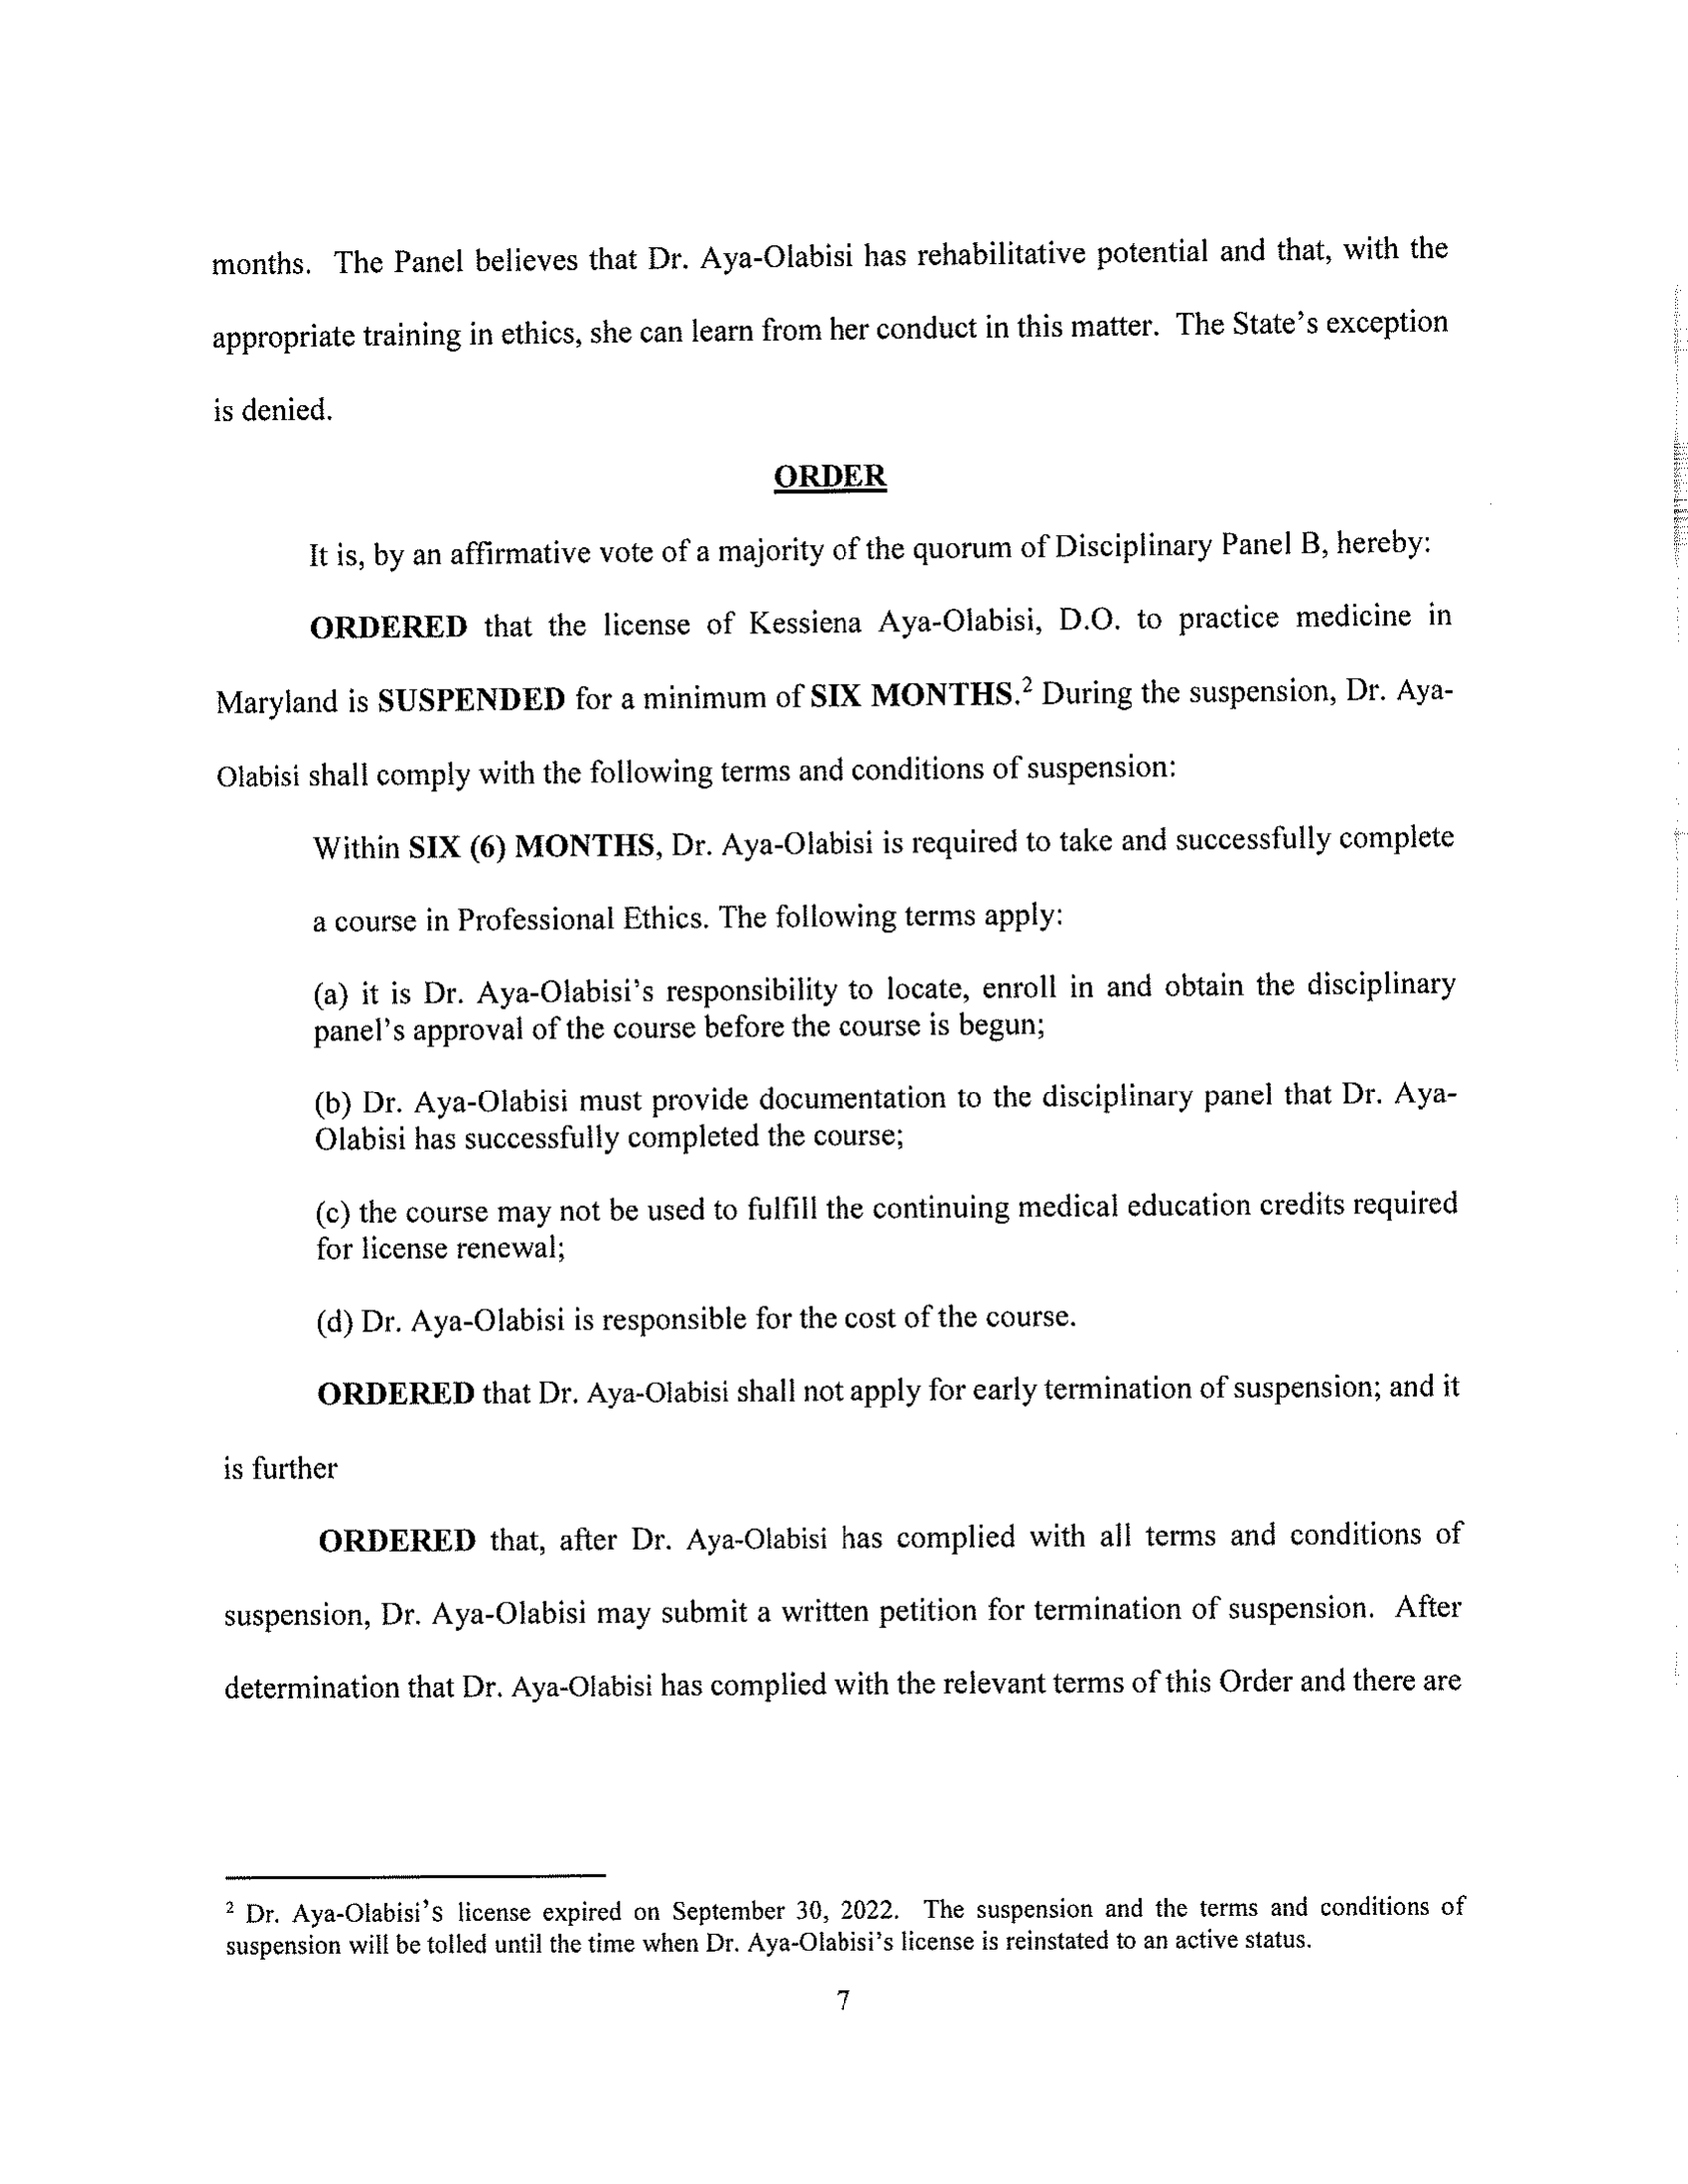 months. The Panel believes that Dr. Aya-Olabisi has rehabilitative potential and that, with the
appropriate training in ethics, she can learn from her conduct in this matter. The State's exception
is denied.
ORDER
It is, by an affirmative vote of a majority of the quorum of Disciplinary Panel B, hereby:
ORDERED that the license of Kessiena Aya-Olabisi, D.O. to practice medicine in
Maryland is SUSPENDED for a minimum of SIX MONTHS.² During the suspension, Dr. Aya-
Olabisi shall comply with the following terms and conditions of suspension:
Within SIX (6) MONTHS, Dr. Aya-Olabisi is required to take and successfully complete
a course in Professional Ethics. The following terms apply:
(a) it is Dr. Aya-Olabisi's responsibility to locate, enroll in and obtain the disciplinary
panel's approval of the course before the course is begun;
(b) Dr. Aya-Olabisi must provide documentation to the disciplinary panel that Dr. Aya-
Olabisi has successfully completed the course;
(c) the course may not be used to fulfill the continuing medical education credits required
for license renewal;
(d) Dr. Aya-Olabisi is responsible for the cost of the course.
ORDERED that Dr. Aya-Olabisi shall not apply for early termination of suspension; and it
is further
ORDERED that, after Dr. Aya-Olabisi has complied with all terms and conditions of
suspension, Dr. Aya-Olabisi may submit a written petition for termination of suspension. After
determination that Dr. Aya-Olabisi has complied with the relevant terms of this Order and there are
² Dr. Aya-Olabisi's license expired on September 30, 2022. The suspension and the terms and conditions of
suspension will be tolled until the time when Dr. Aya-Olabisi's license is reinstated to an active status.
7